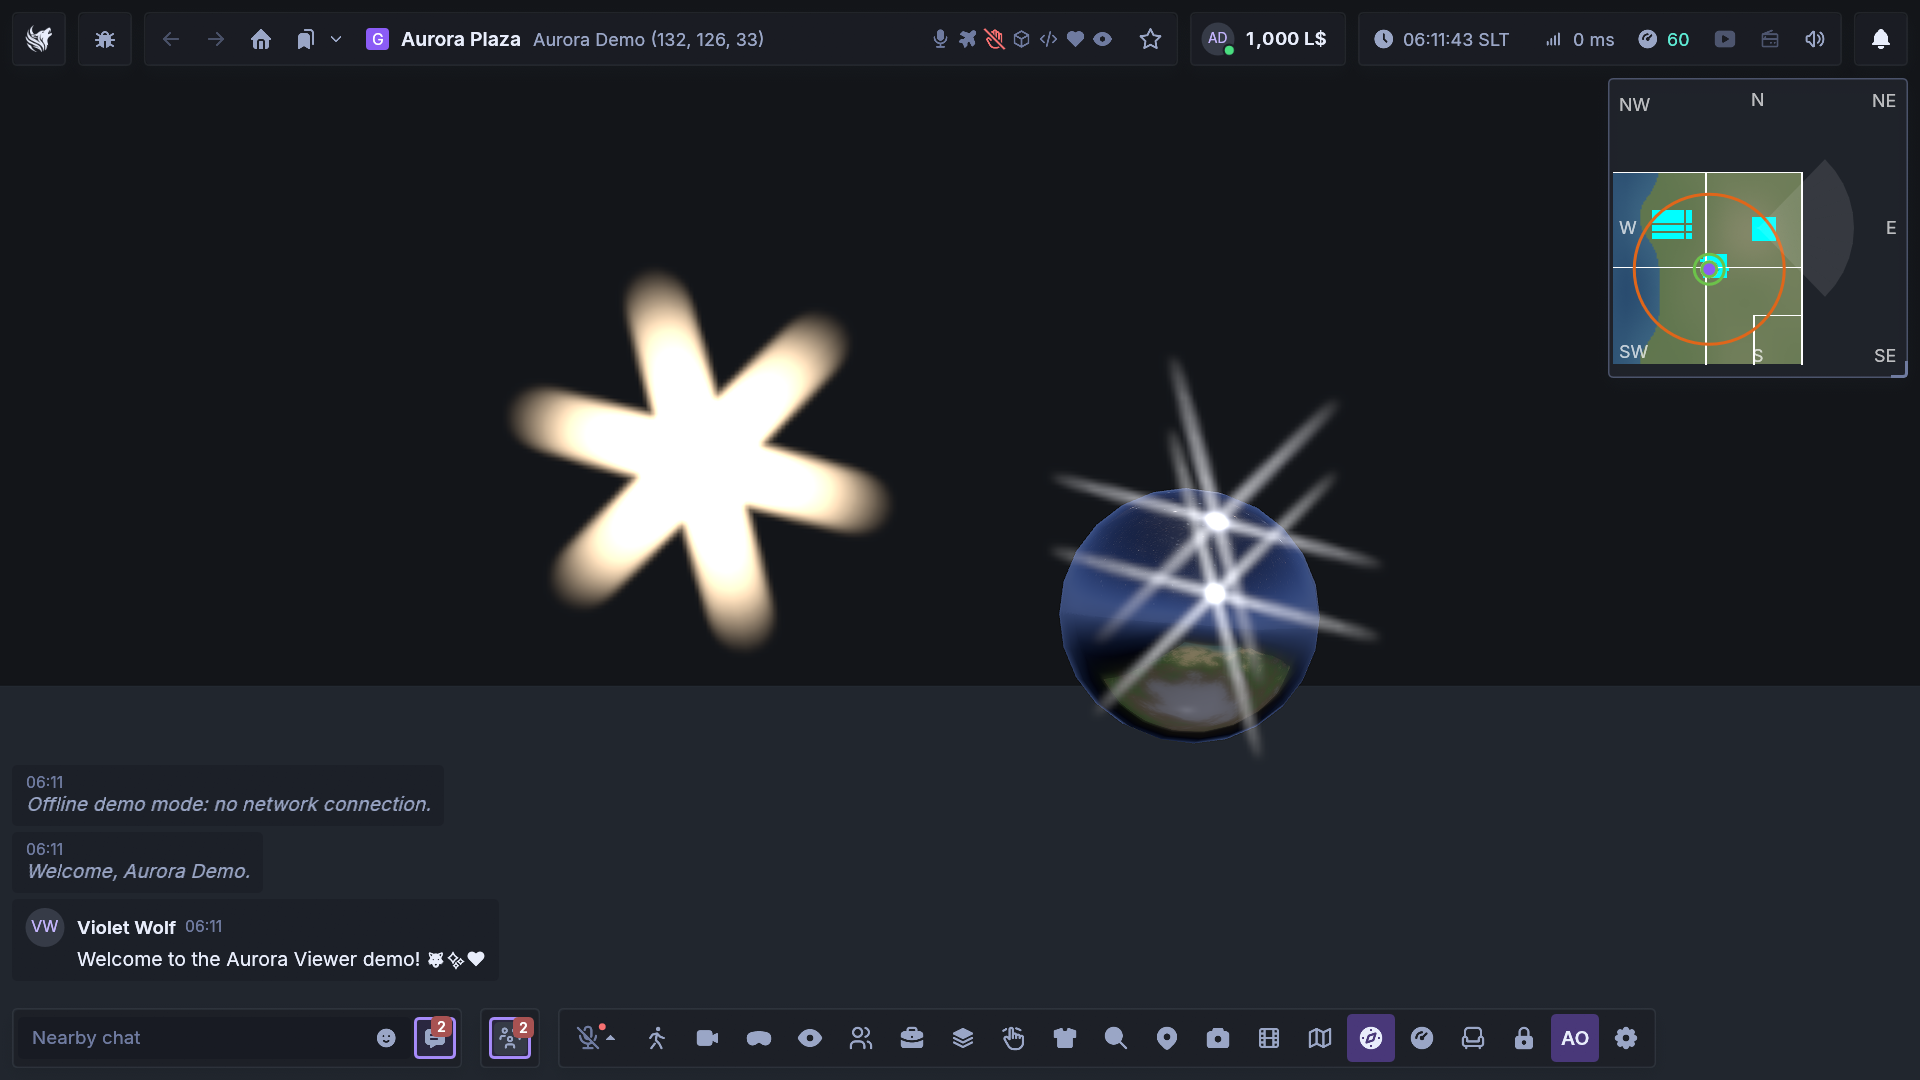 G Aurora Plaza Aurora Demo (132, 126, 33)
AD 1,000 L$
06:11:43 SLT 0 ms 60
NW N NE
W E
SW S SE
06:11
Offline demo mode: no network connection.
06:11
Welcome, Aurora Demo.
VW Violet Wolf 06:11
Welcome to the Aurora Viewer demo! 🐺✨♥
Nearby chat 2 2 AO